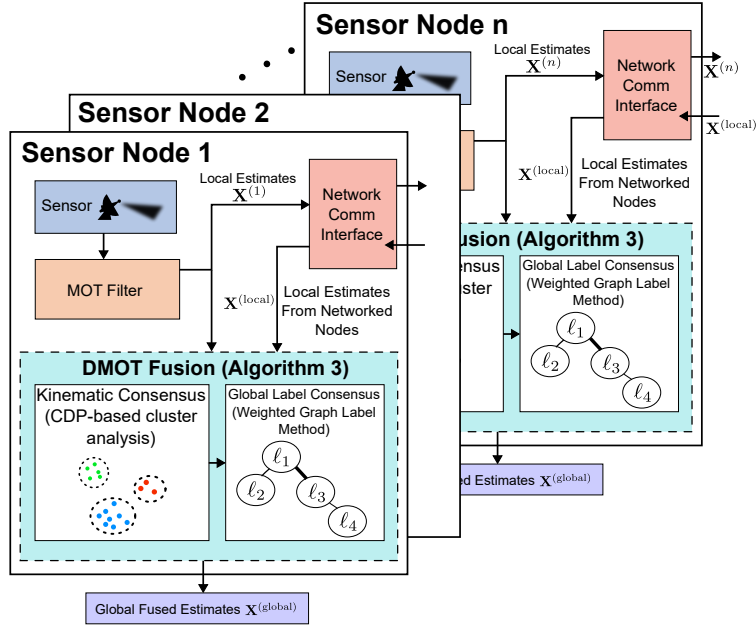 Sensor Node n
Sensor
Local Estimates
𝐗⁽ⁿ⁾
Network
Comm
Interface
𝐗⁽ⁿ⁾
𝐗⁽ˡᵒᶜᵃˡ⁾
𝐗⁽ˡᵒᶜᵃˡ⁾
Local Estimates
From Networked
Nodes
(Algorithm 3)
Global Label Consensus
(Weighted Graph Label
Method)
ℓ₁
ℓ₂
ℓ₃
ℓ₄
Estimates 𝐗⁽ᵍˡᵒᵇᵃˡ⁾
Sensor Node 2
Sensor Node 1
Sensor
MOT Filter
Local Estimates
𝐗⁽¹⁾
Network
Comm
Interface
𝐗⁽ˡᵒᶜᵃˡ⁾
Local Estimates
From Networked
Nodes
DMOT Fusion (Algorithm 3)
Kinematic Consensus
(CDP-based cluster
analysis)
Global Label Consensus
(Weighted Graph Label
Method)
ℓ₁
ℓ₂
ℓ₃
ℓ₄
Global Fused Estimates 𝐗⁽ᵍˡᵒᵇᵃˡ⁾